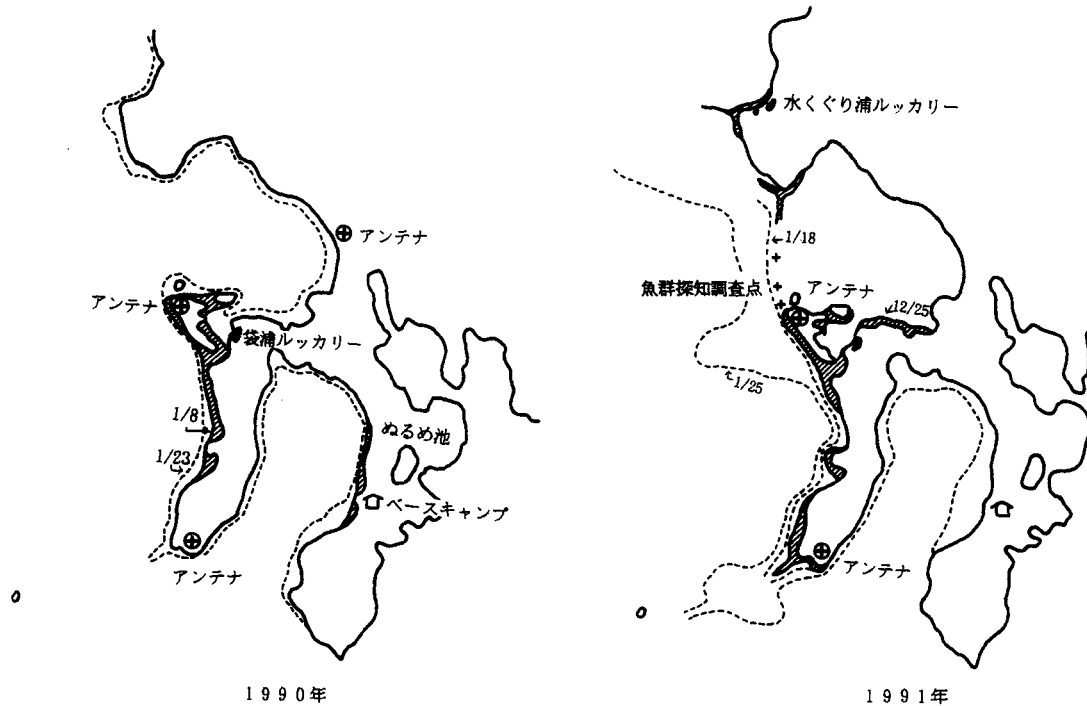 アンテナ
アンテナ
袋浦ルッカリー
1/8
1/23
ぬるめ池
ベースキャンプ
アンテナ
1990年
水くぐり浦ルッカリー
1/18
魚群探知調査点
アンテナ
12/25
1/25
アンテナ
1991年